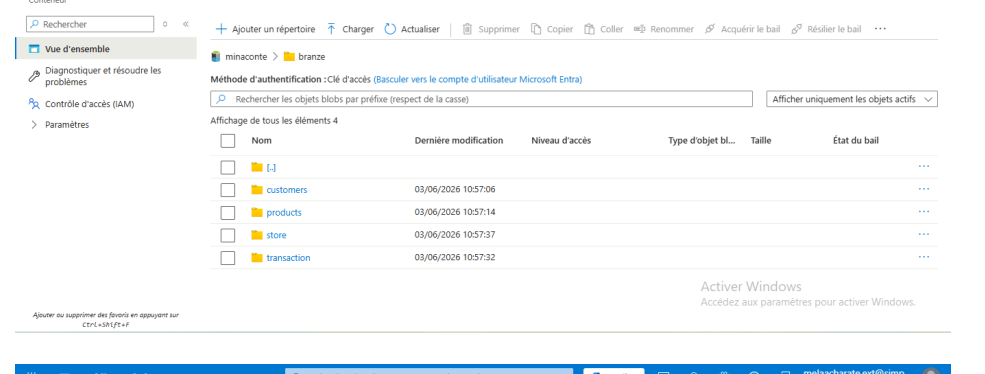 Conteneur
Rechercher
Ajouter un répertoire Charger Actualiser Supprimer Copier Coller Renommer Acquérir le bail Résilier le bail ...
Vue d'ensemble
minaconte > branze
Diagnostiquer et résoudre les
problèmes
Méthode d'authentification : Clé d'accès (Basculer vers le compte d'utilisateur Microsoft Entra)
Rechercher les objets blobs par préfixe (respect de la casse) Afficher uniquement les objets actifs
Contrôle d'accès (IAM)
Affichage de tous les éléments 4
Paramètres
Nom Dernière modification Niveau d'accès Type d'objet bl... Taille État du bail
[..]
customers 03/06/2026 10:57:06
products 03/06/2026 10:57:14
store 03/06/2026 10:57:37
transaction 03/06/2026 10:57:32
Activer Windows
Accédez aux paramètres pour activer Windows.
Ajouter ou supprimer des favoris en appuyant sur
Ctrl+Shift+F
melaacharate.ext@simp...